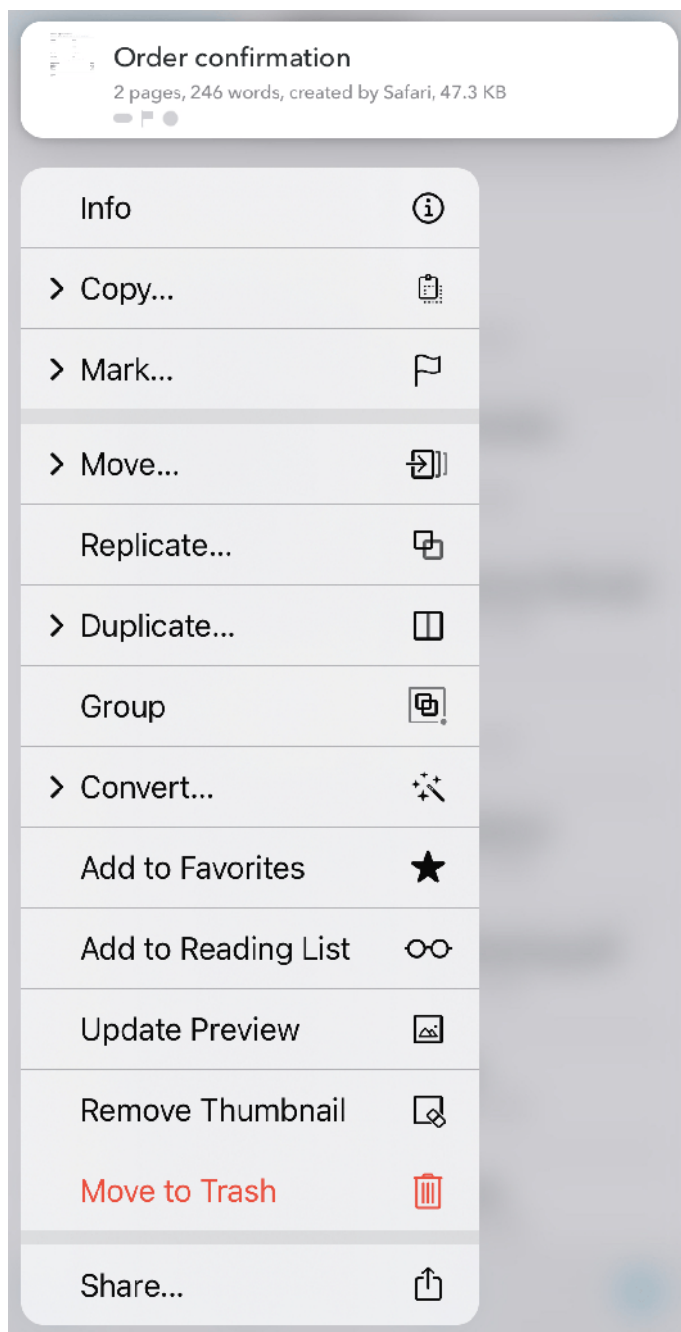 Order confirmation
2 pages, 246 words, created by Safari, 47.3 KB
Info
Copy...
Mark...
Move...
Replicate...
Duplicate...
Group
Convert...
Add to Favorites
Add to Reading List
Update Preview
Remove Thumbnail
Move to Trash
Share...